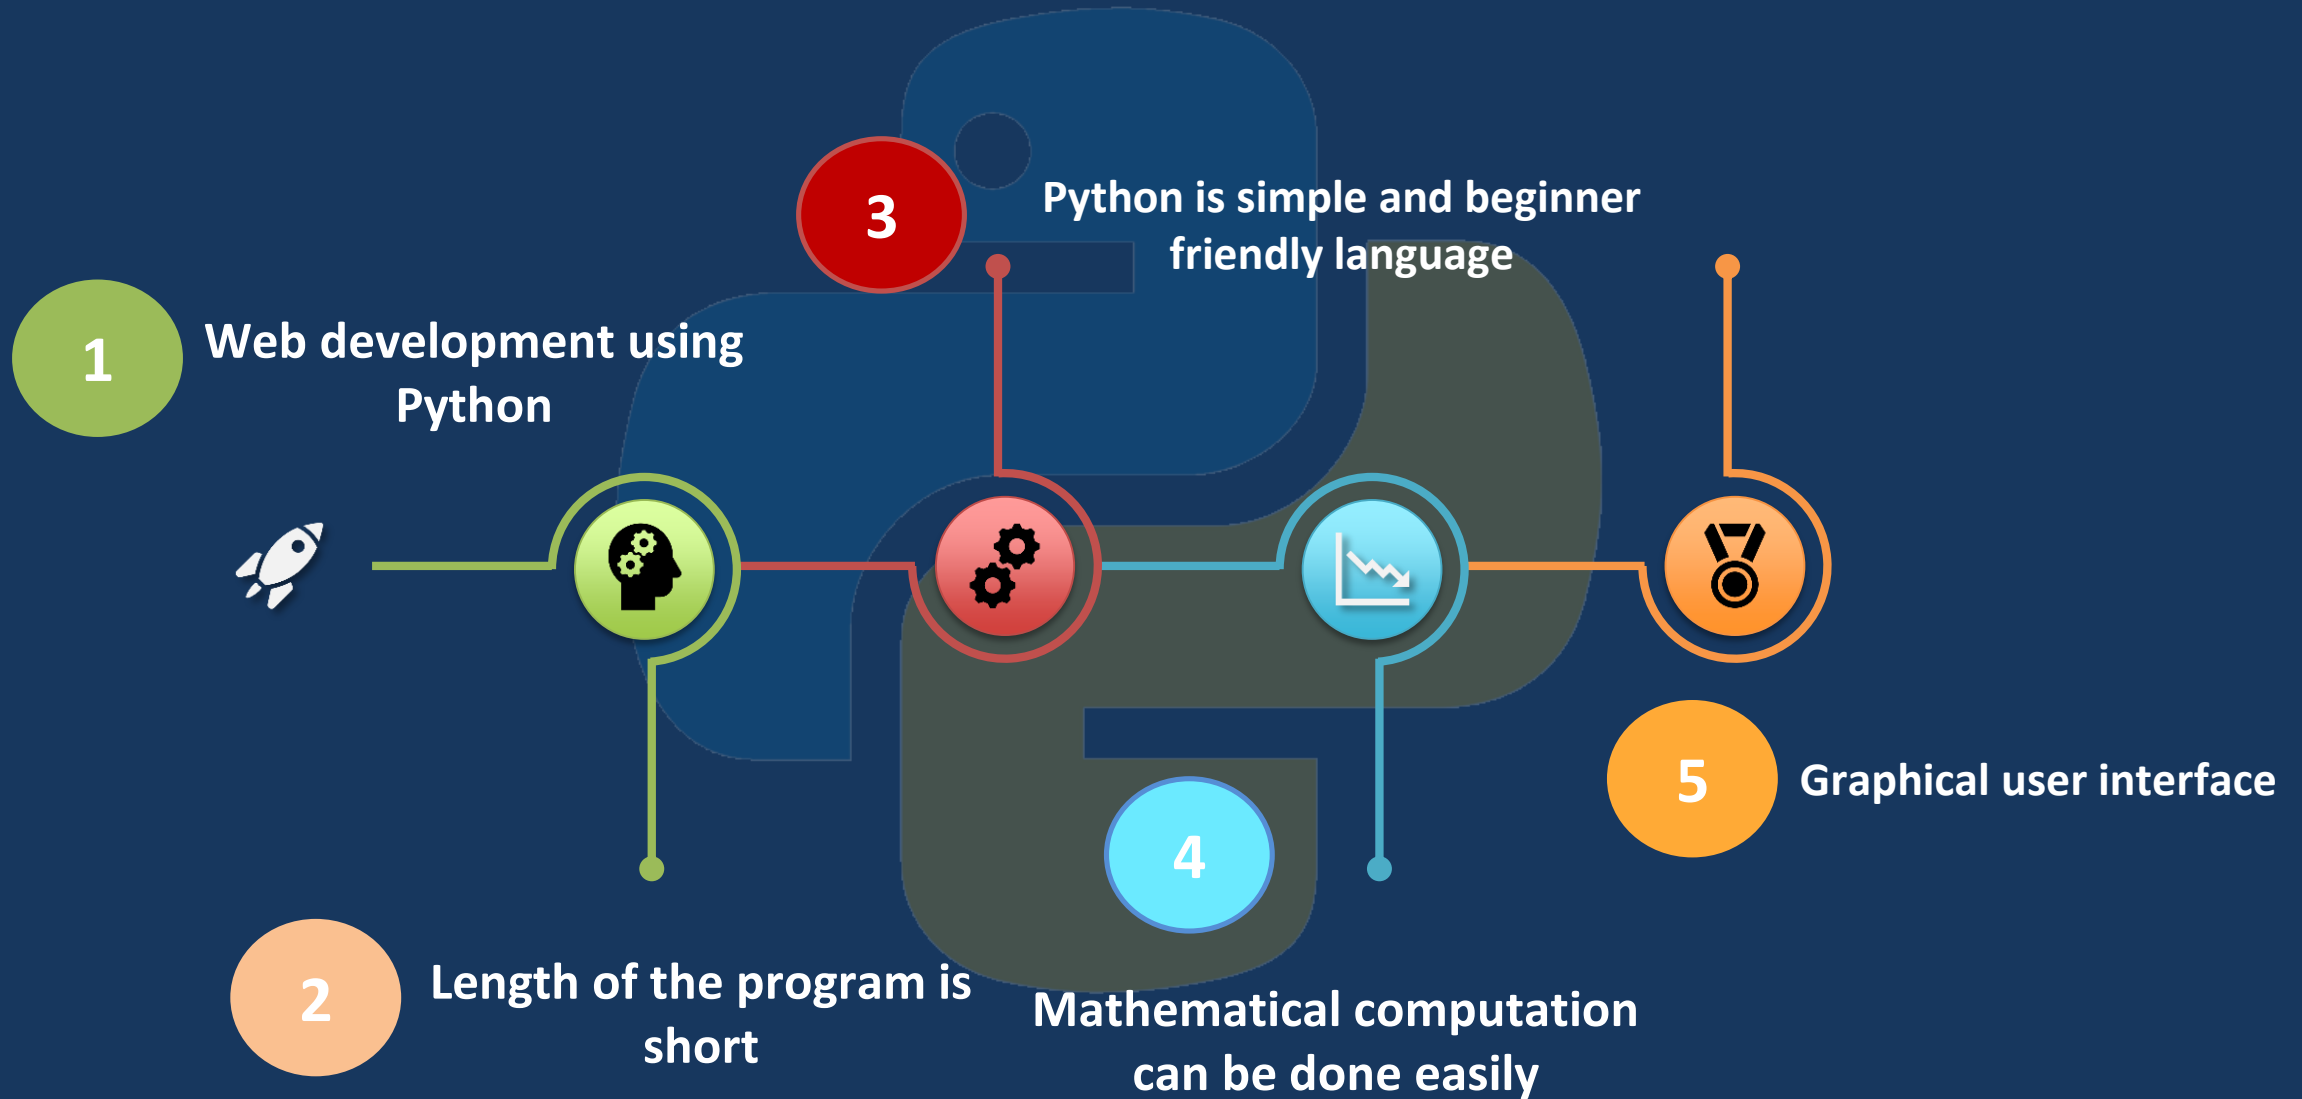 1
Web development using
Python
2
Length of the program is
short
3
Python is simple and beginner
friendly language
4
Mathematical computation
can be done easily
5
Graphical user interface